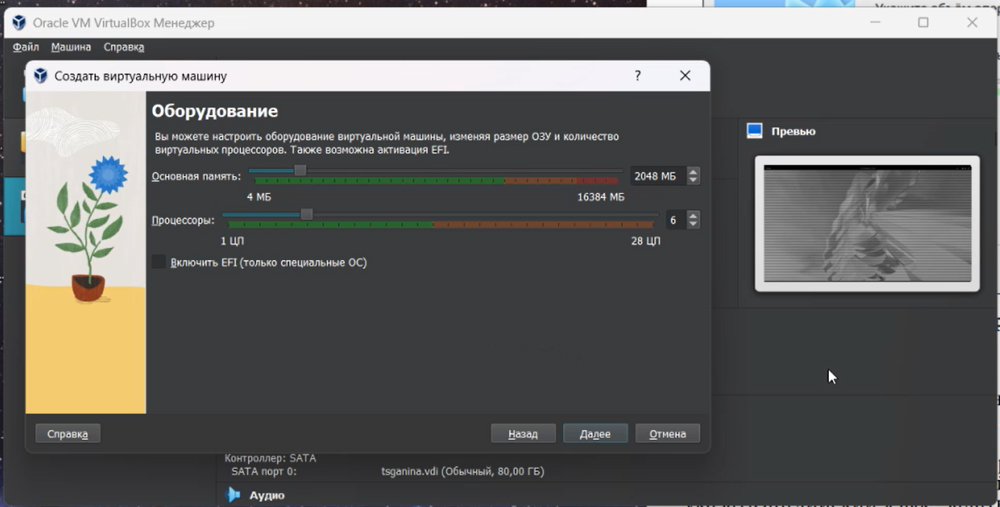 Oracle VM VirtualBox Менеджер
Файл Машина Справка
Создать виртуальную машину ?
Оборудование
Вы можете настроить оборудование виртуальной машины, изменяя размер ОЗУ и количество
виртуальных процессоров. Также возможна активация EFI.
Основная память: 2048 МБ
4 МБ 16384 МБ
Процессоры: 6
1 ЦП 28 ЦП
Включить EFI (только специальные ОС)
Превью
Справка Назад Далее Отмена
Контроллер: SATA
SATA порт 0: tsganina.vdi (Обычный, 80,00 ГБ)
Аудио